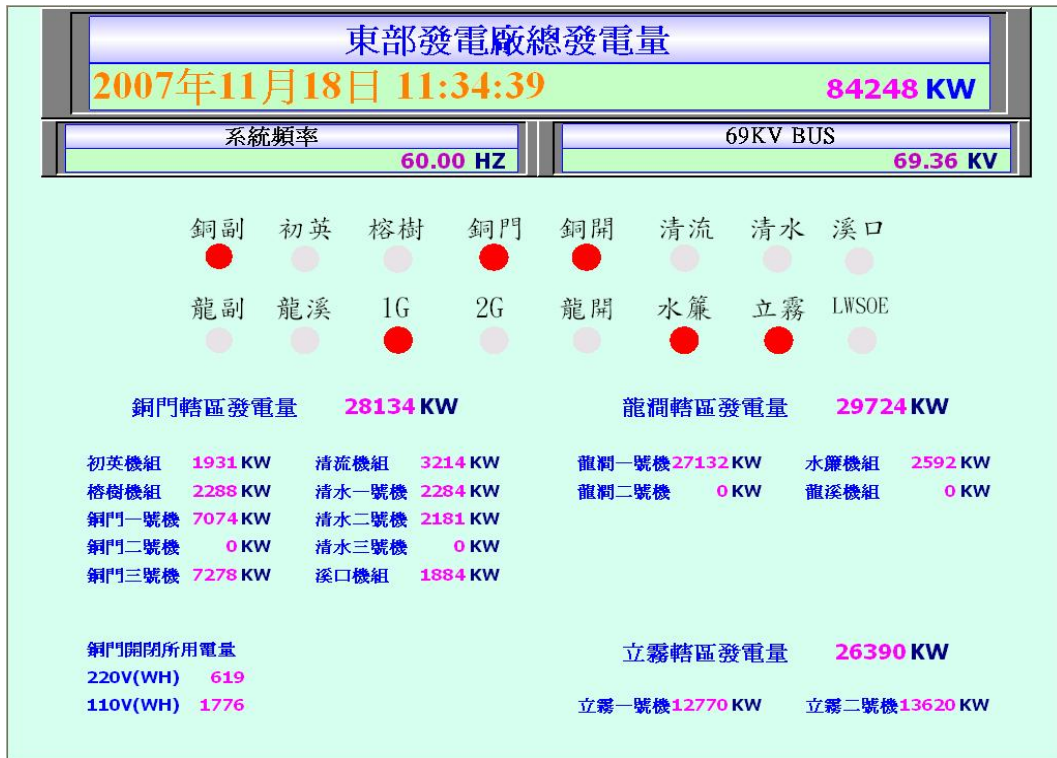 東部發電廠總發電量
2007年11月18日 11:34:39 84248 KW
系統頻率 69KV BUS
60.00 HZ 69.36 KV
銅副 初英 榕樹 銅門 銅開 清流 清水 溪口
龍副 龍溪 1G 2G 龍開 水簾 立霧 LWSOE
銅門轄區發電量 28134 KW 龍澗轄區發電量 29724 KW
初英機組 1931 KW 清流機組 3214 KW 龍澗一號機 27132 KW 水簾機組 2592 KW
榕樹機組 2288 KW 清水一號機 2284 KW 龍澗二號機 0 KW 龍溪機組 0 KW
銅門一號機 7074 KW 清水二號機 2181 KW
銅門二號機 0 KW 清水三號機 0 KW
銅門三號機 7278 KW 溪口機組 1884 KW
銅門開閉所用電量 立霧轄區發電量 26390 KW
220V(WH) 619
110V(WH) 1776 立霧一號機 12770 KW 立霧二號機 13620 KW